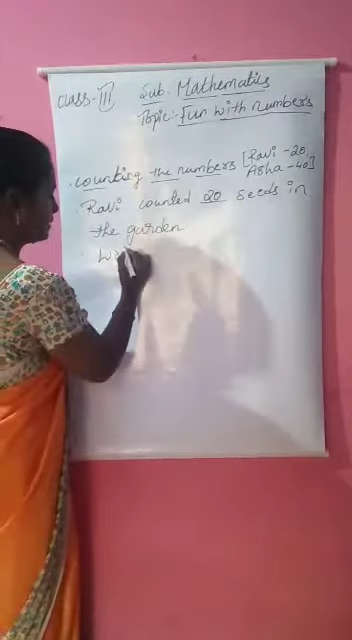 Class-III Sub. Mathematics
Topic:- Fun with numbers
. counting the numbers [Ravi -20,
Asha -40]
. Ravi counted 20 seeds in
the garden